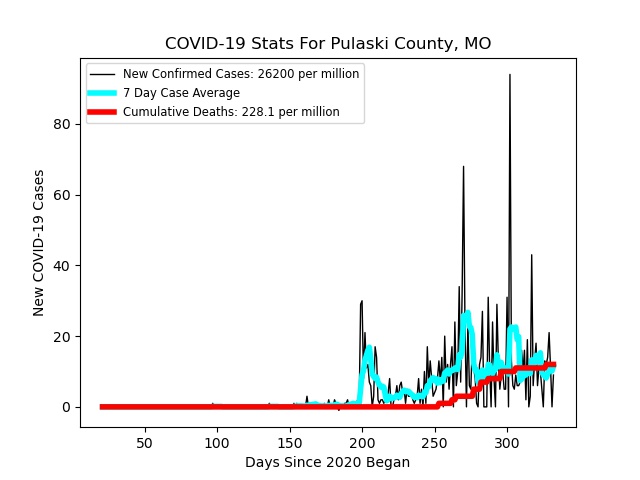 COVID-19 Stats For Pulaski County, MO
New Confirmed Cases: 26200 per million
7 Day Case Average
Cumulative Deaths: 228.1 per million
New COVID-19 Cases
80
60
40
20
0
50 100 150 200 250 300
Days Since 2020 Began